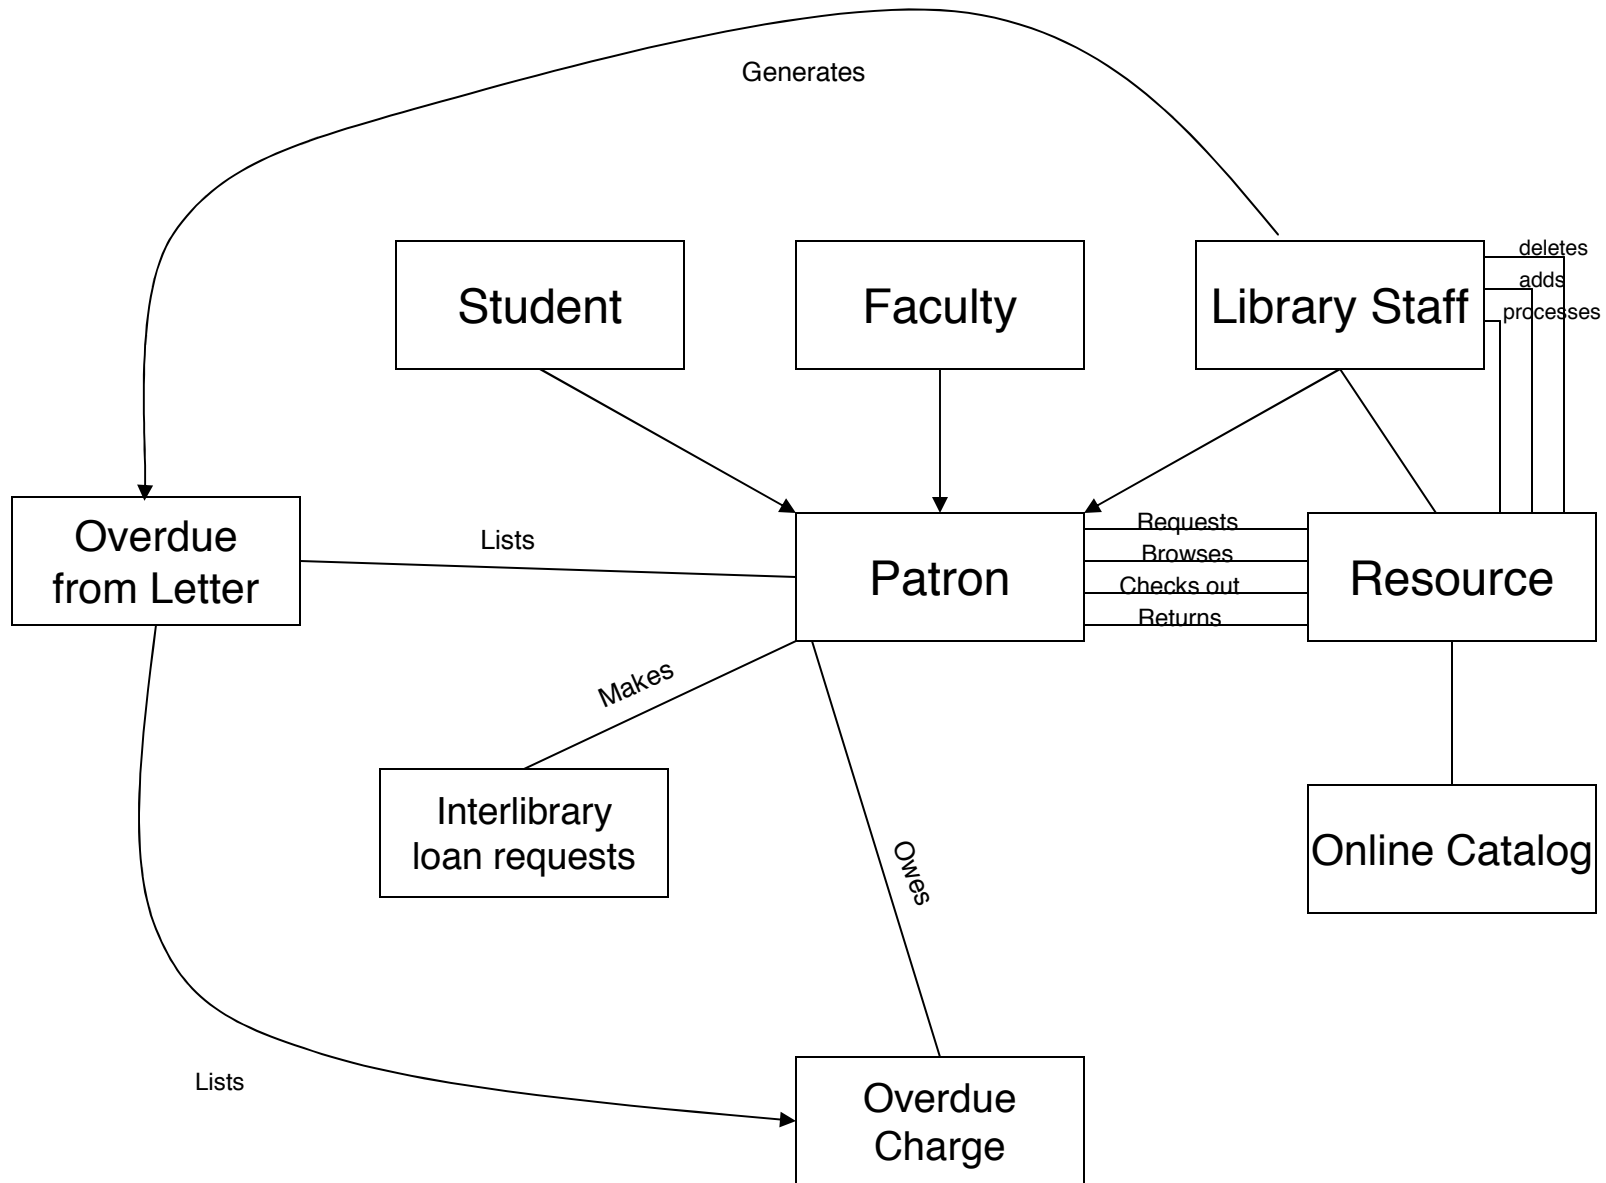 Generates
Student
Faculty
Library Staff
deletes
adds
processes
Overdue
from Letter
Lists
Patron
Requests
Browses
Checks out
Returns
Resource
Makes
Interlibrary
loan requests
Owes
Online Catalog
Lists
Overdue
Charge